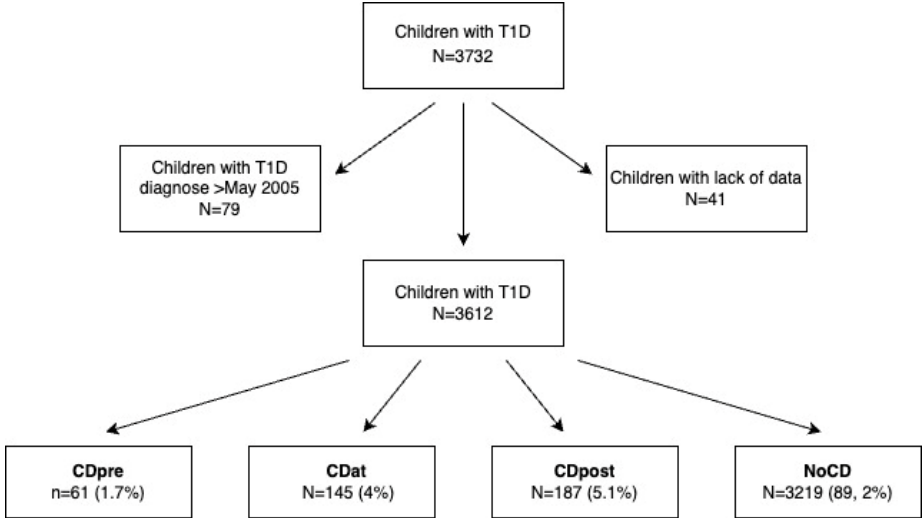 Children with T1D
N=3732
Children with T1D
diagnose >May 2005
N=79
Children with lack of data
N=41
Children with T1D
N=3612
CDpre
n=61 (1.7%)
CDat
N=145 (4%)
CDpost
N=187 (5.1%)
NoCD
N=3219 (89, 2%)